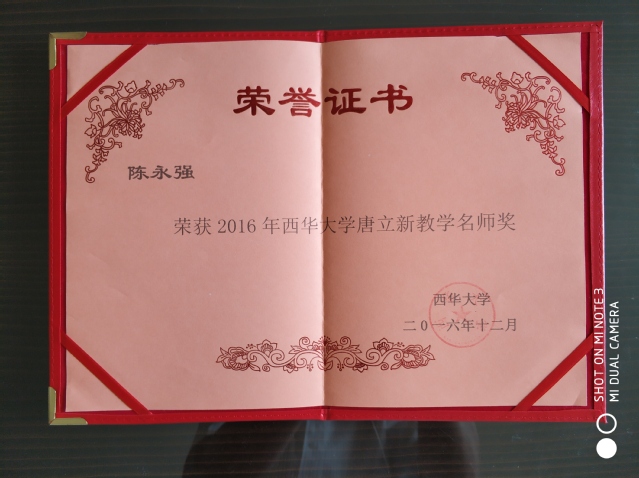 荣誉证书
陈永强
荣获 2016 年西华大学唐立新教学名师奖
西华大学
二0一六年十二月
SHOT ON MI NOTE 3
MI DUAL CAMERA